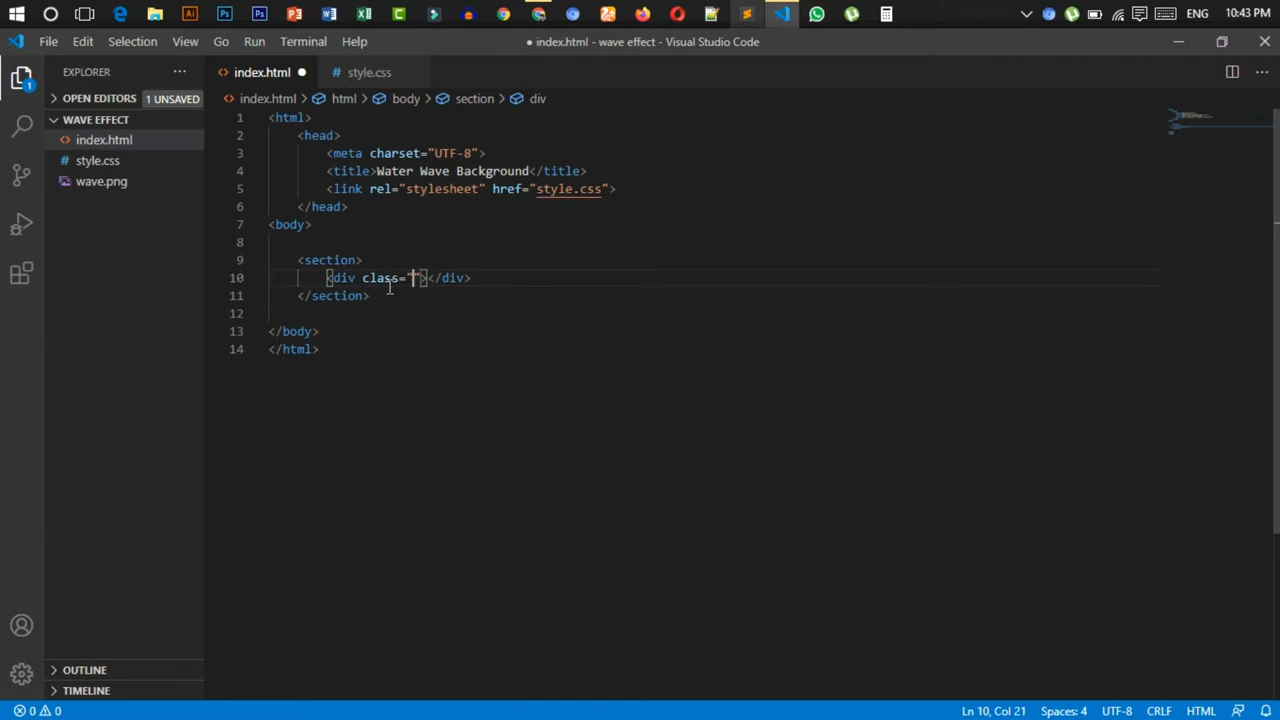 ENG 10:43 PM
File Edit Selection View Go Run Terminal Help
● index.html - wave effect - Visual Studio Code
EXPLORER ···
index.html ● # style.css
OPEN EDITORS 1 UNSAVED
index.html > html > body > section > div
WAVE EFFECT
index.html
# style.css
wave.png
1 <html>
2 <head>
3 <meta charset="UTF-8">
4 <title>Water Wave Background</title>
5 <link rel="stylesheet" href="style.css">
6 </head>
7 <body>
8
9 <section>
10 <div class=""></div>
11 </section>
12
13 </body>
14 </html>
1
OUTLINE
TIMELINE
0 0
Ln 10, Col 21 Spaces: 4 UTF-8 CRLF HTML